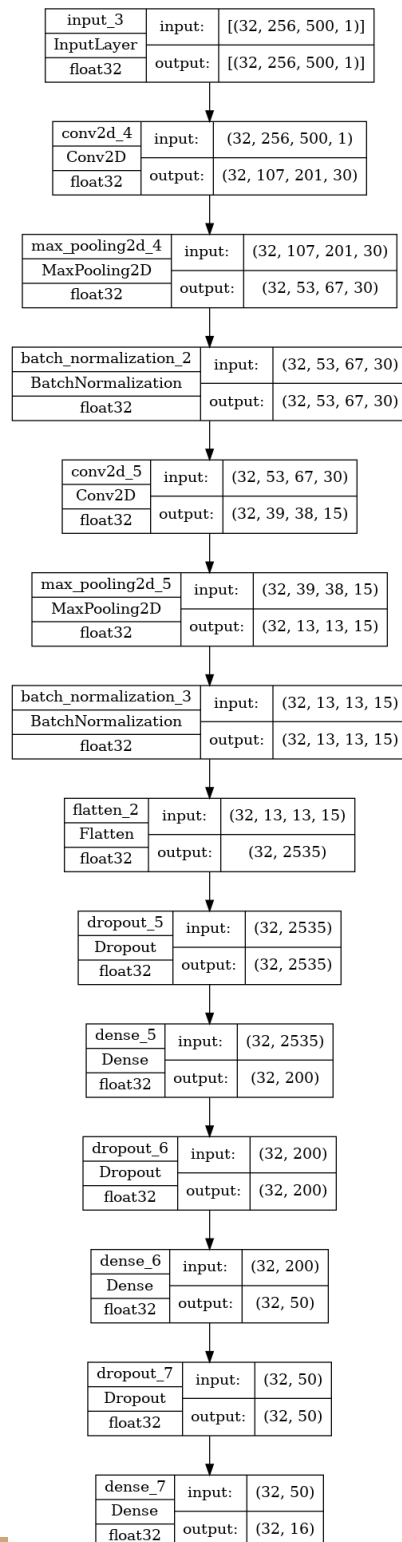 input_3 input: [(32, 256, 500, 1)]
InputLayer
float32 output: [(32, 256, 500, 1)]
conv2d_4 input: (32, 256, 500, 1)
Conv2D
float32 output: (32, 107, 201, 30)
max_pooling2d_4 input: (32, 107, 201, 30)
MaxPooling2D
float32 output: (32, 53, 67, 30)
batch_normalization_2 input: (32, 53, 67, 30)
BatchNormalization
float32 output: (32, 53, 67, 30)
conv2d_5 input: (32, 53, 67, 30)
Conv2D
float32 output: (32, 39, 38, 15)
max_pooling2d_5 input: (32, 39, 38, 15)
MaxPooling2D
float32 output: (32, 13, 13, 15)
batch_normalization_3 input: (32, 13, 13, 15)
BatchNormalization
float32 output: (32, 13, 13, 15)
flatten_2 input: (32, 13, 13, 15)
Flatten
float32 output: (32, 2535)
dropout_5 input: (32, 2535)
Dropout
float32 output: (32, 2535)
dense_5 input: (32, 2535)
Dense
float32 output: (32, 200)
dropout_6 input: (32, 200)
Dropout
float32 output: (32, 200)
dense_6 input: (32, 200)
Dense
float32 output: (32, 50)
dropout_7 input: (32, 50)
Dropout
float32 output: (32, 50)
dense_7 input: (32, 50)
Dense
float32 output: (32, 16)